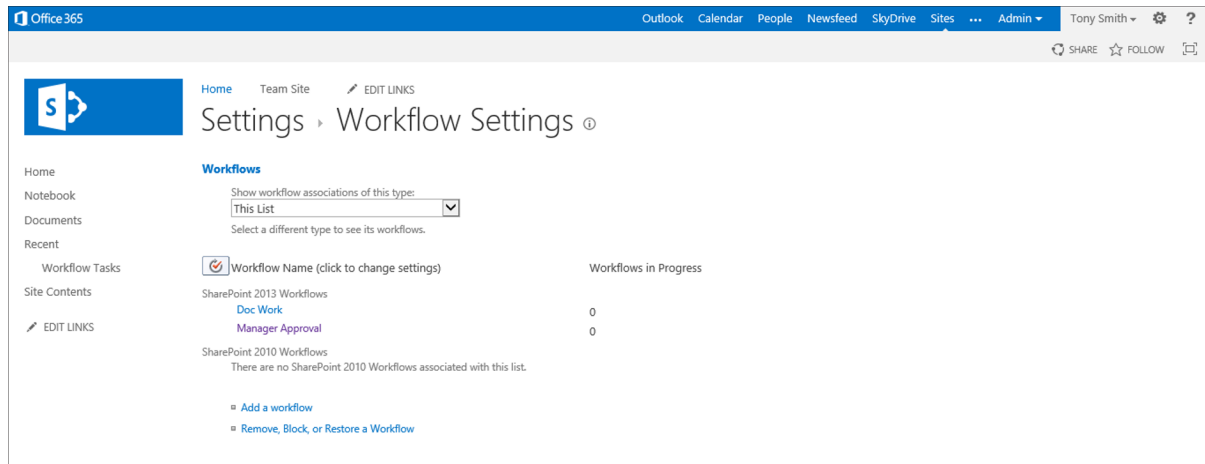 Office 365 Outlook Calendar People Newsfeed SkyDrive Sites ... Admin Tony Smith ?
SHARE FOLLOW
S
Home Team Site EDIT LINKS
Settings Workflow Settings
Home
Notebook
Documents
Recent
Workflow Tasks
Site Contents
EDIT LINKS
Workflows
Show workflow associations of this type:
This List
Select a different type to see its workflows.
Workflow Name (click to change settings) Workflows in Progress
SharePoint 2013 Workflows
Doc Work 0
Manager Approval 0
SharePoint 2010 Workflows
There are no SharePoint 2010 Workflows associated with this list.
Add a workflow
Remove, Block, or Restore a Workflow